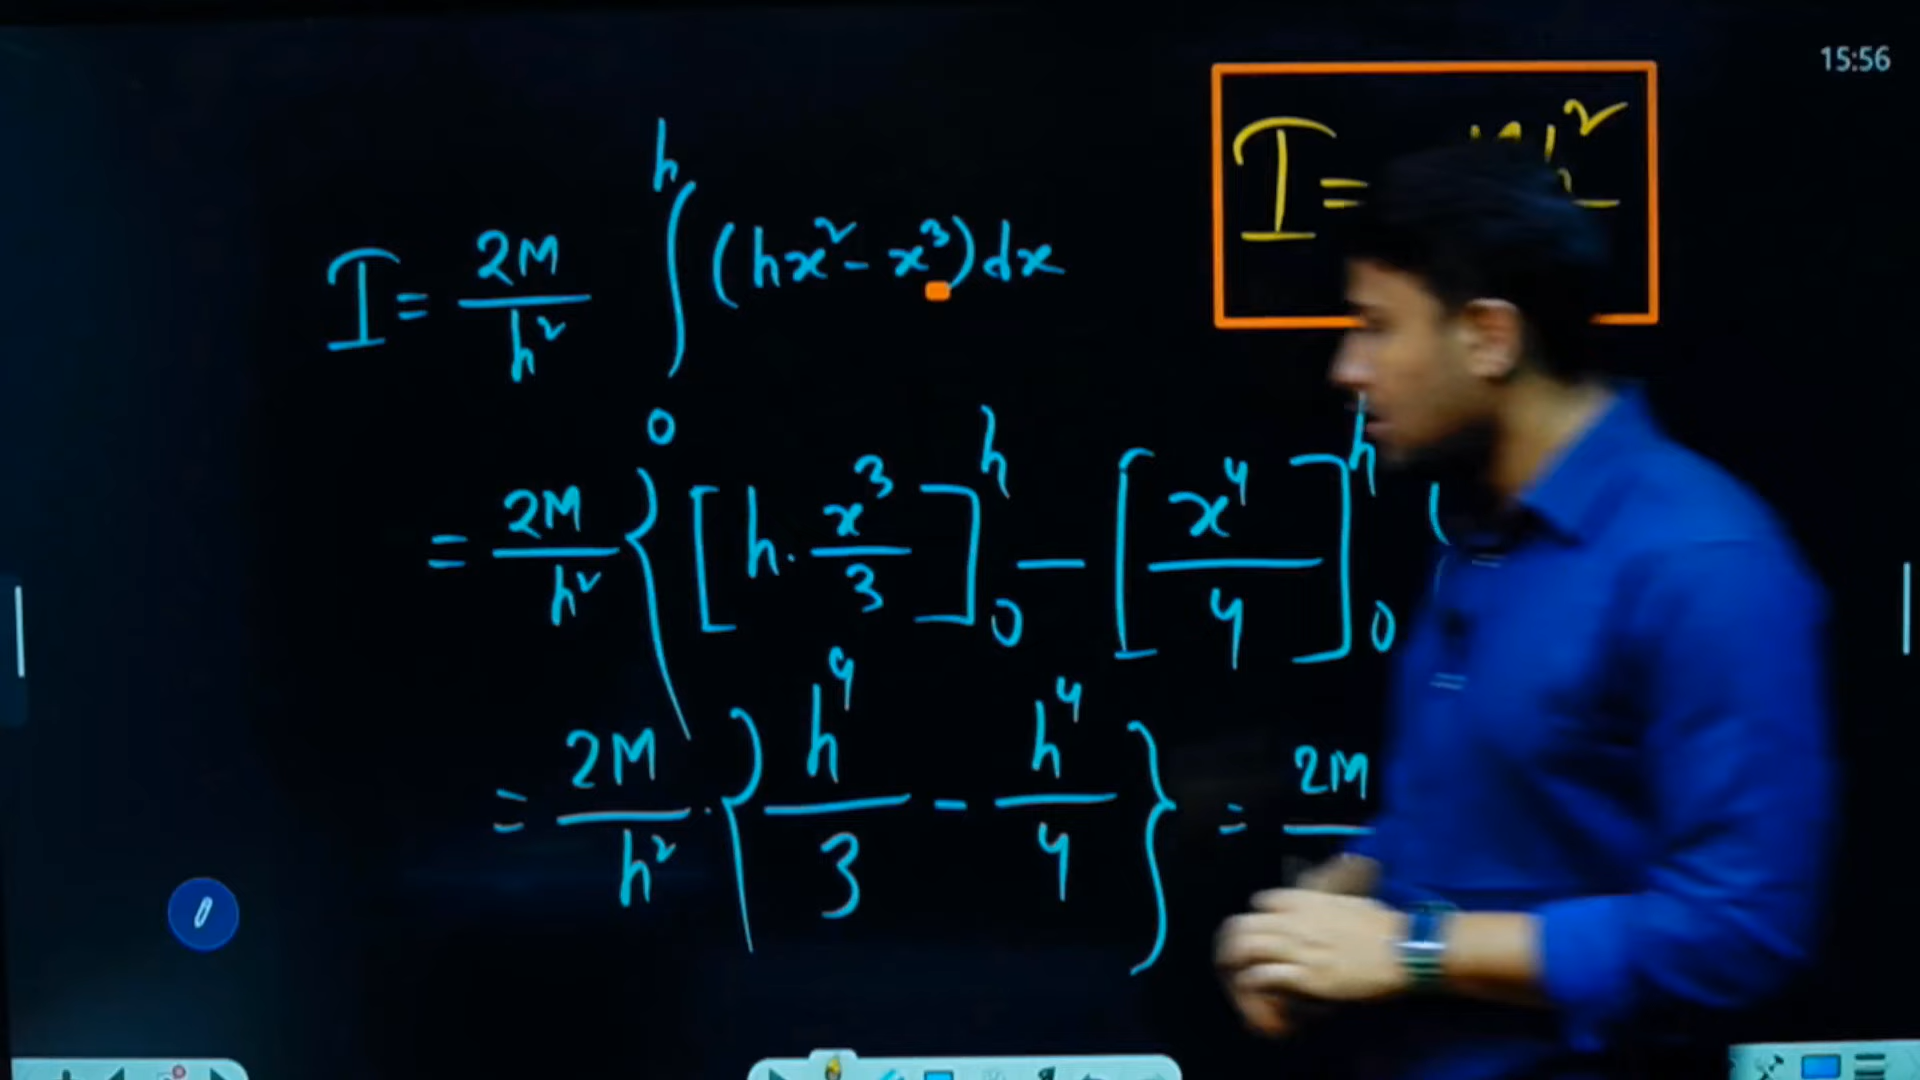 15:56
I =
I = 2M/h² ∫₀ʰ (hx² - x³) dx
= 2M/h² { [h · x³/3]₀ʰ - [x⁴/4]₀ʰ
= 2M/h² · { h⁴/3 - h⁴/4 } = 2M